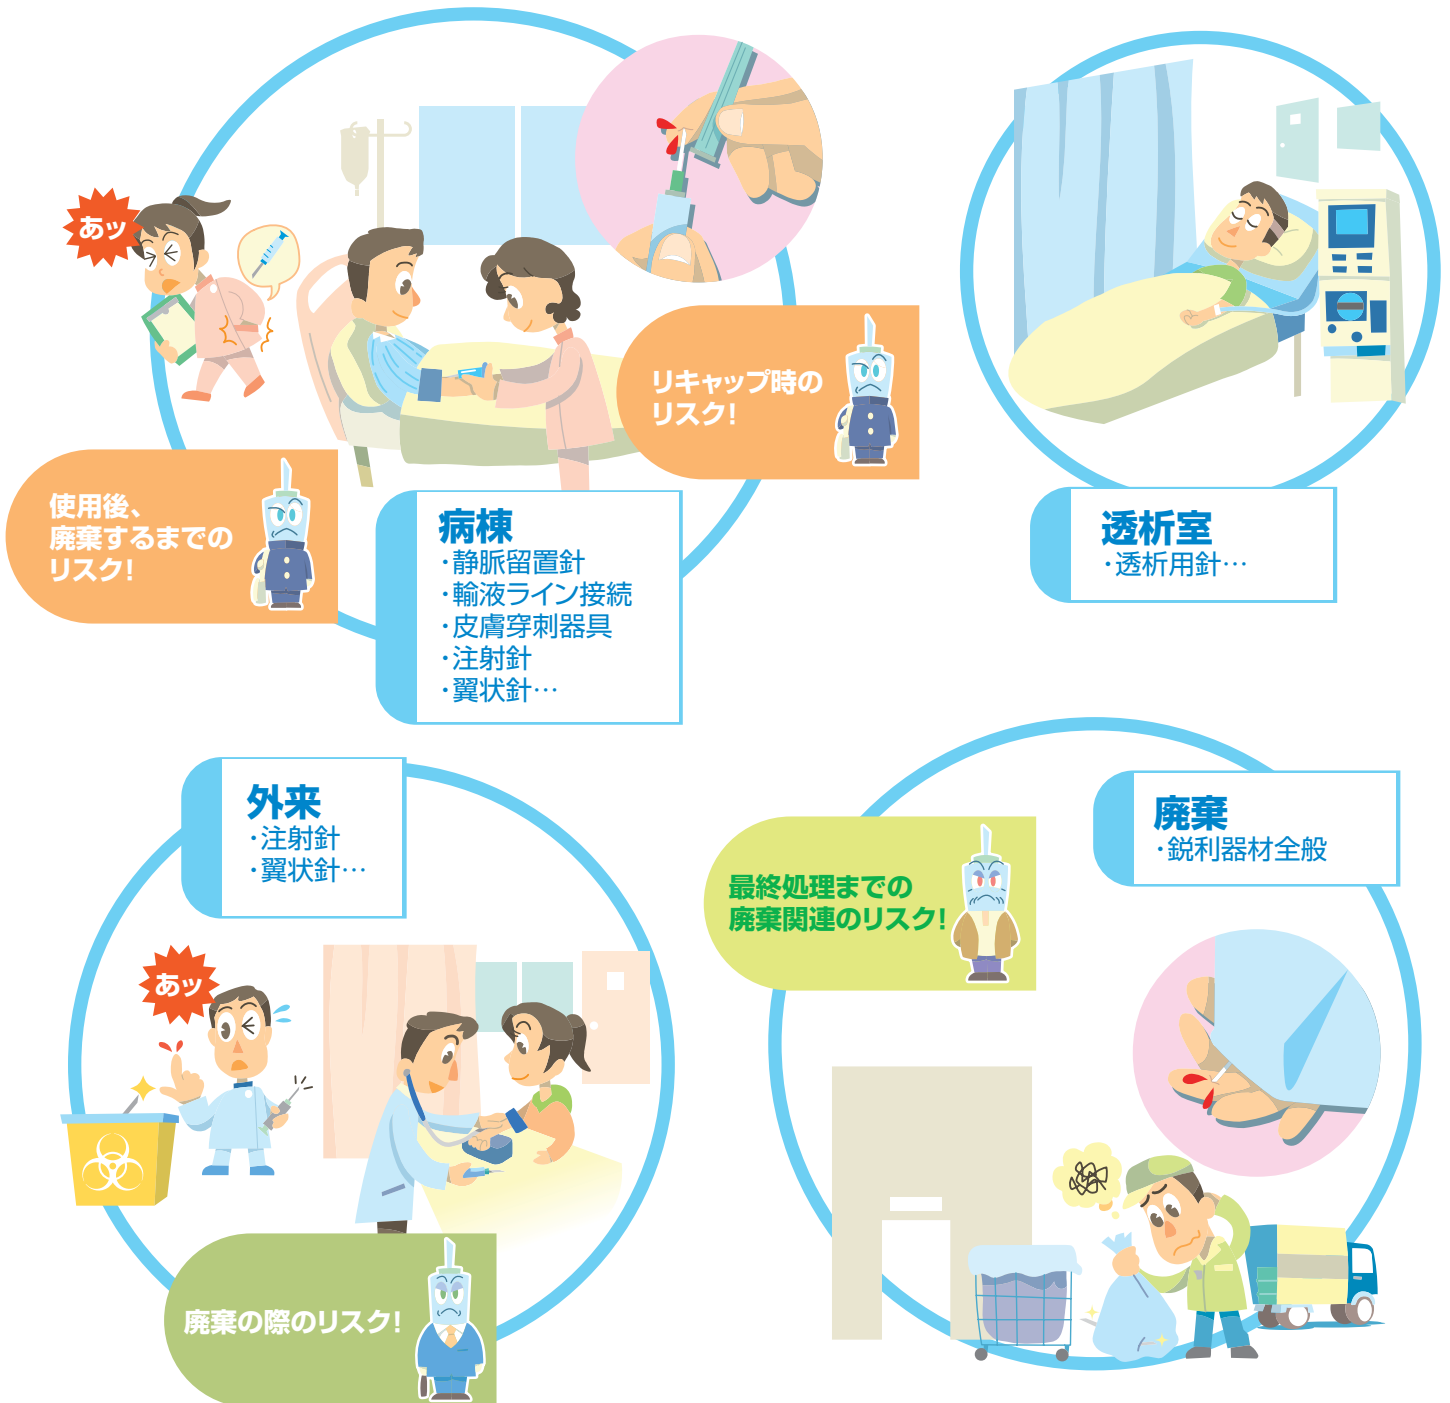 あッ
リキャップ時の
リスク!
使用後、
廃棄するまでの
リスク!
病棟
・静脈留置針
・輸液ライン接続
・皮膚穿刺器具
・注射針
・翼状針…
透析室
・透析用針…
外来
・注射針
・翼状針…
あッ
廃棄の際のリスク!
廃棄
・鋭利器材全般
最終処理までの
廃棄関連のリスク!